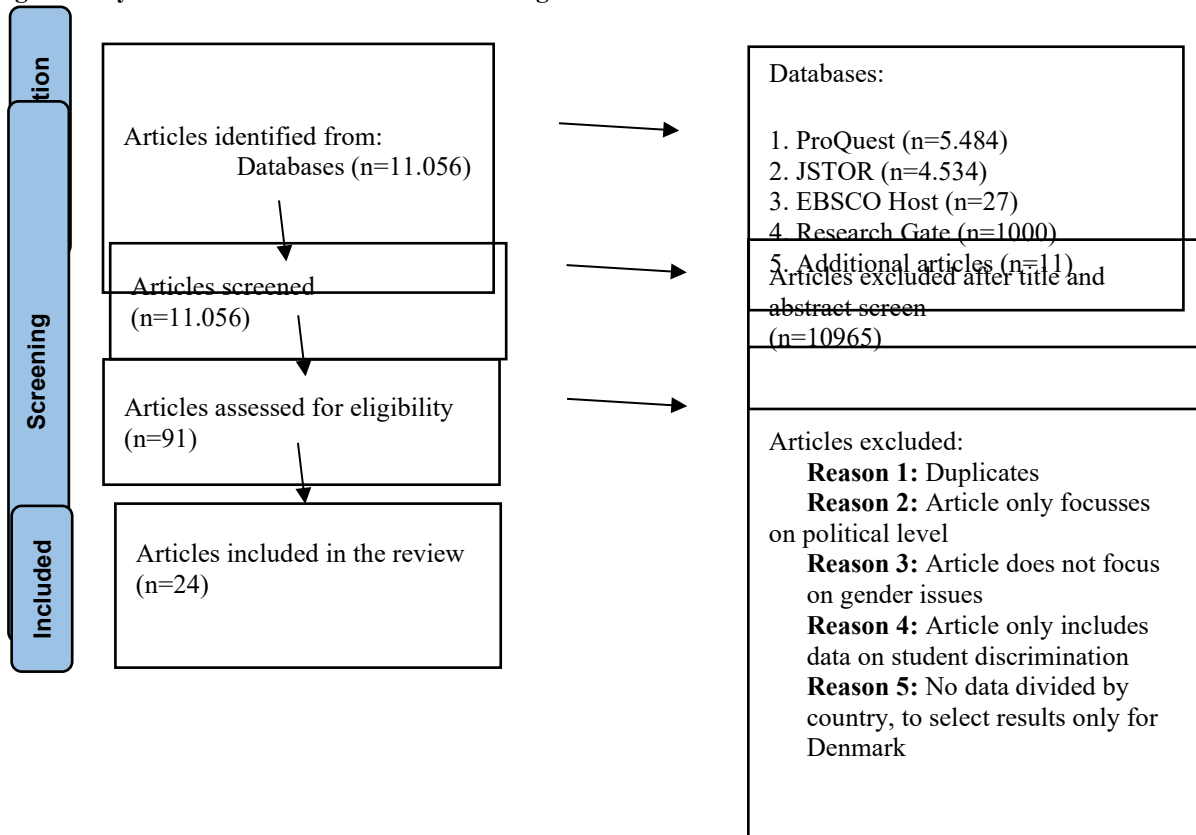 tion
Articles identified from:
Databases (n=11.056)
Databases:
1. ProQuest (n=5.484)
2. JSTOR (n=4.534)
3. EBSCO Host (n=27)
4. Research Gate (n=1000)
5. Additional articles (n=11)
Screening
Articles screened
(n=11.056)
Articles excluded after title and
abstract screen
(n=10965)
Articles assessed for eligibility
(n=91)
Articles excluded:
Reason 1: Duplicates
Reason 2: Article only focusses
on political level
Reason 3: Article does not focus
on gender issues
Reason 4: Article only includes
data on student discrimination
Reason 5: No data divided by
country, to select results only for
Denmark
Included
Articles included in the review
(n=24)